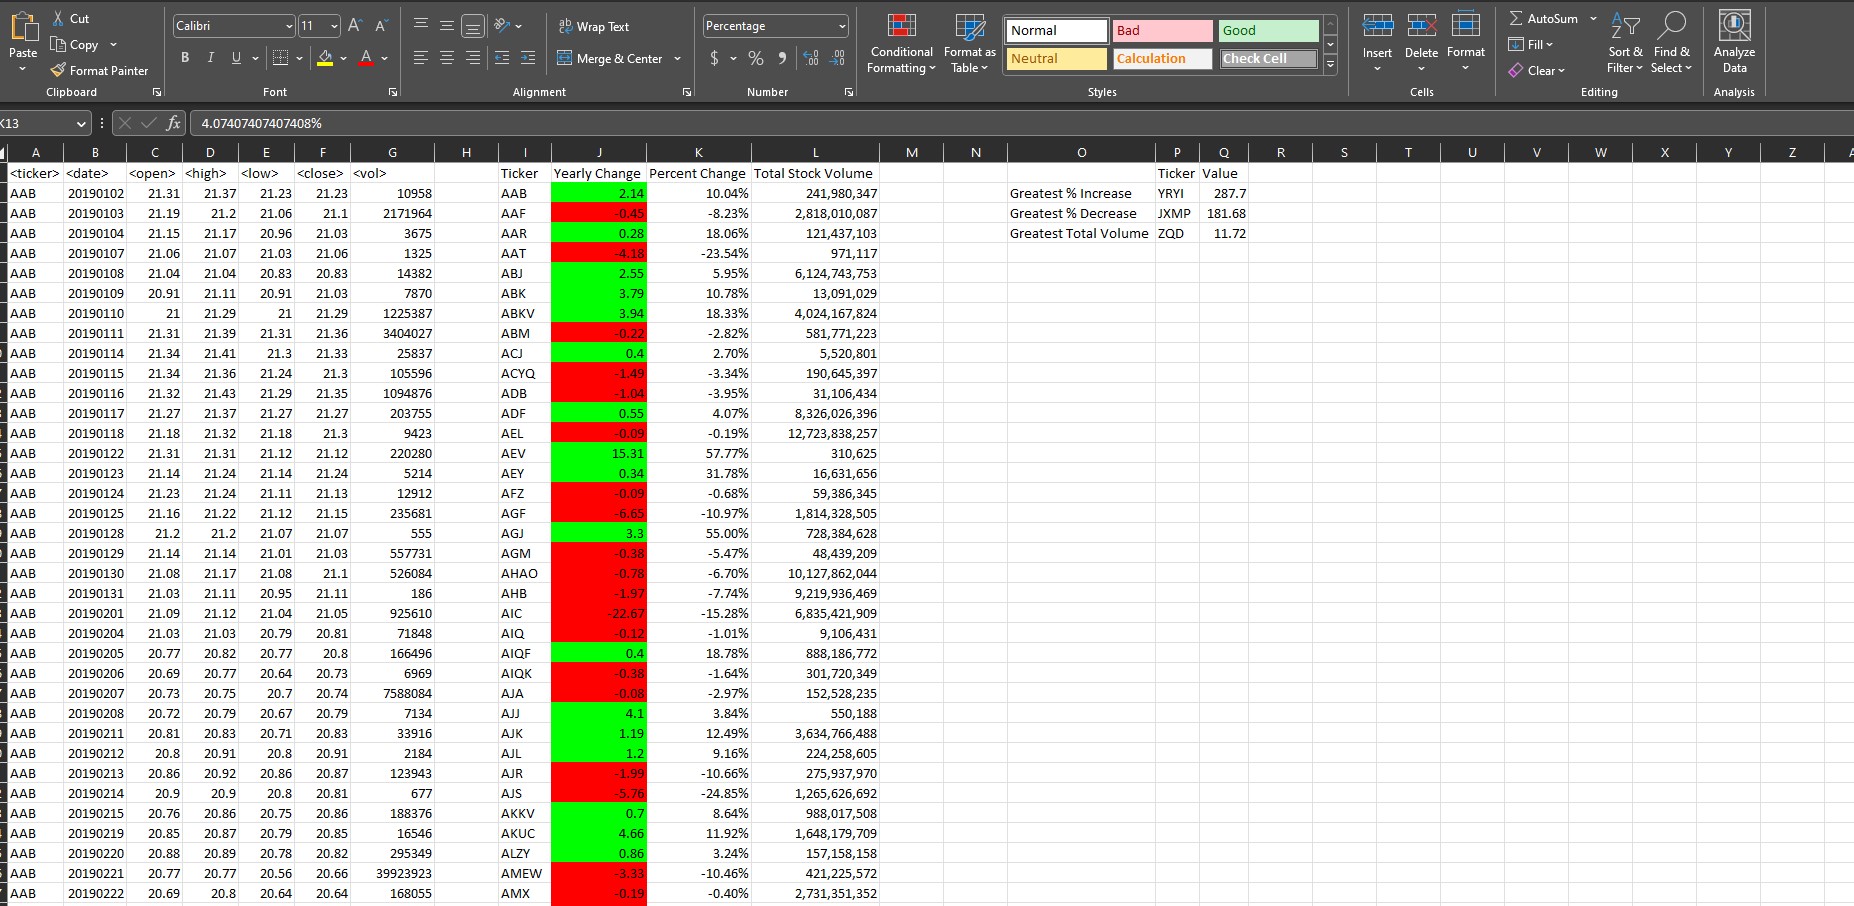 Paste
Cut
Copy
Format Painter
Clipboard
Calibri 11 A A
B I U A
Font
ab Wrap Text
Merge & Center
Alignment
Percentage
$ % 9
Number
Conditional Formatting
Format as Table
Normal Bad Good
Neutral Calculation Check Cell
Styles
Insert Delete Format
Cells
AutoSum
Fill
Clear
Sort & Filter
Find & Select
Editing
Analyze Data
Analysis
K13 fx 4.07407407407408%
A B C D E F G H I J K L M N O P Q R S T U V W X Y Z
<ticker> <date> <open> <high> <low> <close> <vol> Ticker Yearly Change Percent Change Total Stock Volume Ticker Value
AAB 20190102 21.31 21.37 21.23 21.23 10958 AAB 2.14 10.04% 241,980,347 Greatest % Increase YRYI 287.7
AAB 20190103 21.19 21.2 21.06 21.1 2171964 AAF -0.45 -8.23% 2,818,010,087 Greatest % Decrease JXMP 181.68
AAB 20190104 21.15 21.17 20.96 21.03 3675 AAR 0.28 18.06% 121,437,103 Greatest Total Volume ZQD 11.72
AAB 20190107 21.06 21.07 21.03 21.06 1325 AAT -4.18 -23.54% 971,117
AAB 20190108 21.04 21.04 20.83 20.83 14382 ABJ 2.55 5.95% 6,124,743,753
AAB 20190109 20.91 21.11 20.91 21.03 7870 ABK 3.79 10.78% 13,091,029
AAB 20190110 21 21.29 21 21.29 1225387 ABKV 3.94 18.33% 4,024,167,824
AAB 20190111 21.31 21.39 21.31 21.36 3404027 ABM -0.22 -2.82% 581,771,223
AAB 20190114 21.34 21.41 21.3 21.33 25837 ACJ 0.4 2.70% 5,520,801
AAB 20190115 21.34 21.36 21.24 21.3 105596 ACYQ -1.49 -3.34% 190,645,397
AAB 20190116 21.32 21.43 21.29 21.35 1094876 ADB -1.04 -3.95% 31,106,434
AAB 20190117 21.27 21.37 21.27 21.27 203755 ADF 0.55 4.07% 8,326,026,396
AAB 20190118 21.18 21.32 21.18 21.3 9423 AEL -0.09 -0.19% 12,723,838,257
AAB 20190122 21.31 21.31 21.12 21.12 220280 AEV 15.31 57.77% 310,625
AAB 20190123 21.14 21.24 21.14 21.24 5214 AEY 0.34 31.78% 16,631,656
AAB 20190124 21.23 21.24 21.11 21.13 12912 AFZ -0.09 -0.68% 59,386,345
AAB 20190125 21.16 21.22 21.12 21.15 235681 AGF -6.65 -10.97% 1,814,328,505
AAB 20190128 21.2 21.2 21.07 21.07 555 AGJ 3.3 55.00% 728,384,628
AAB 20190129 21.14 21.14 21.01 21.03 557731 AGM -0.38 -5.47% 48,439,209
AAB 20190130 21.08 21.17 21.08 21.1 526084 AHAO -0.78 -6.70% 10,127,862,044
AAB 20190131 21.03 21.11 20.95 21.11 186 AHB -1.97 -7.74% 9,219,936,469
AAB 20190201 21.09 21.12 21.04 21.05 925610 AIC -22.67 -15.28% 6,835,421,909
AAB 20190204 21.03 21.03 20.79 20.81 71848 AIQ -0.12 -1.01% 9,106,431
AAB 20190205 20.77 20.82 20.77 20.8 166496 AIQF 0.4 18.78% 888,186,772
AAB 20190206 20.69 20.77 20.64 20.73 6969 AIQK -0.38 -1.64% 301,720,349
AAB 20190207 20.73 20.75 20.7 20.74 7588084 AJA -0.08 -2.97% 152,528,235
AAB 20190208 20.72 20.79 20.67 20.79 7134 AJJ 4.1 3.84% 550,188
AAB 20190211 20.81 20.83 20.71 20.83 33916 AJK 1.19 12.49% 3,634,766,488
AAB 20190212 20.8 20.91 20.8 20.91 2184 AJL 1.2 9.16% 224,258,605
AAB 20190213 20.86 20.92 20.86 20.87 123943 AJR -1.99 -10.66% 275,937,970
AAB 20190214 20.9 20.9 20.8 20.81 677 AJS -5.76 -24.85% 1,265,626,692
AAB 20190215 20.76 20.86 20.75 20.86 188376 AKKV 0.7 8.64% 988,017,508
AAB 20190219 20.85 20.87 20.79 20.85 16546 AKUC 4.66 11.92% 1,648,179,709
AAB 20190220 20.88 20.89 20.78 20.82 295349 ALZY 0.86 3.24% 157,158,158
AAB 20190221 20.77 20.77 20.56 20.66 39923923 AMEW -3.33 -10.46% 421,225,572
AAB 20190222 20.69 20.8 20.64 20.64 168055 AMX -0.19 -0.40% 2,731,351,352